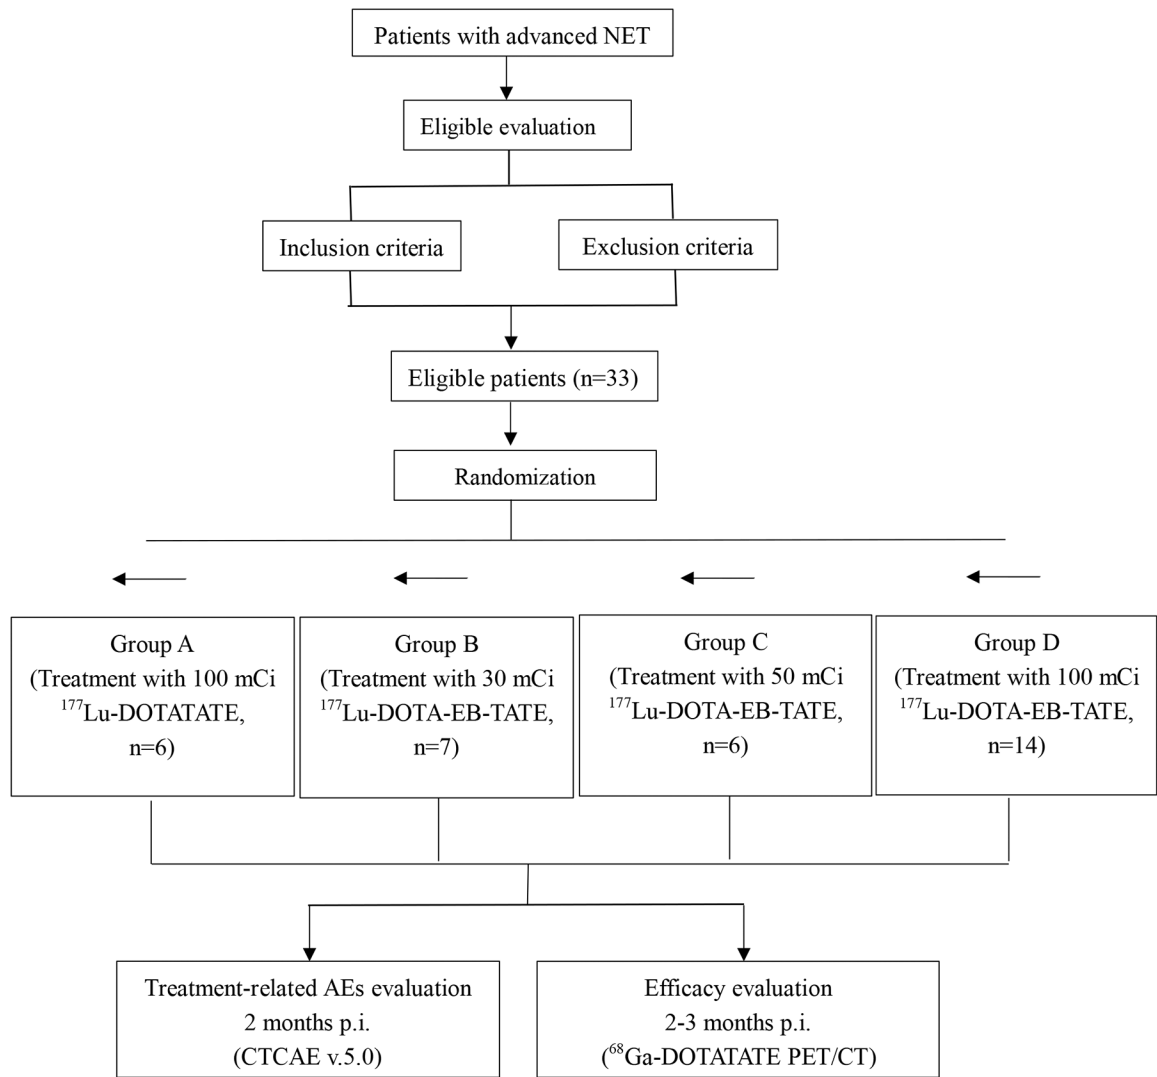 Patients with advanced NET
Eligible evaluation
Inclusion criteria
Exclusion criteria
Eligible patients (n=33)
Randomization
Group A
(Treatment with 100 mCi
¹⁷⁷Lu-DOTATATE,
n=6)
Group B
(Treatment with 30 mCi
¹⁷⁷Lu-DOTA-EB-TATE,
n=7)
Group C
(Treatment with 50 mCi
¹⁷⁷Lu-DOTA-EB-TATE,
n=6)
Group D
(Treatment with 100 mCi
¹⁷⁷Lu-DOTA-EB-TATE,
n=14)
Treatment-related AEs evaluation
2 months p.i.
(CTCAE v.5.0)
Efficacy evaluation
2-3 months p.i.
(⁶⁸Ga-DOTATATE PET/CT)